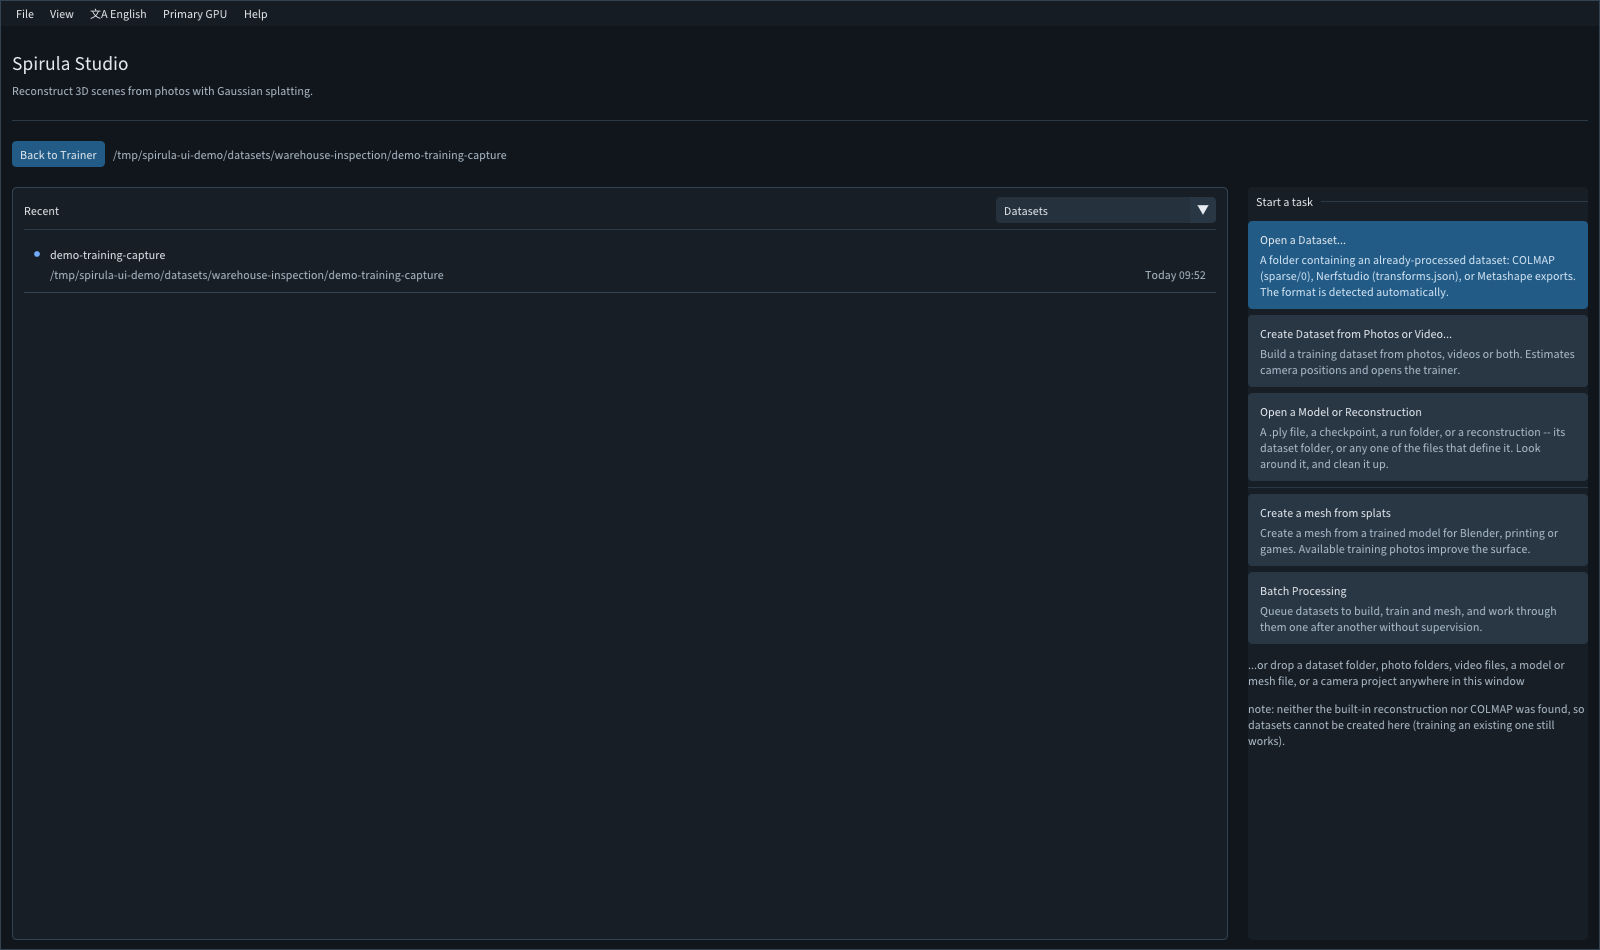 File View 文A English Primary GPU Help
Spirula Studio
Reconstruct 3D scenes from photos with Gaussian splatting.
Back to Trainer /tmp/spirula-ui-demo/datasets/warehouse-inspection/demo-training-capture
Recent
Datasets
demo-training-capture
/tmp/spirula-ui-demo/datasets/warehouse-inspection/demo-training-capture
Today 09:52
Start a task
Open a Dataset...
A folder containing an already-processed dataset: COLMAP
(sparse/0), Nerfstudio (transforms.json), or Metashape exports.
The format is detected automatically.
Create Dataset from Photos or Video...
Build a training dataset from photos, videos or both. Estimates
camera positions and opens the trainer.
Open a Model or Reconstruction
A .ply file, a checkpoint, a run folder, or a reconstruction -- its
dataset folder, or any one of the files that define it. Look
around it, and clean it up.
Create a mesh from splats
Create a mesh from a trained model for Blender, printing or
games. Available training photos improve the surface.
Batch Processing
Queue datasets to build, train and mesh, and work through
them one after another without supervision.
...or drop a dataset folder, photo folders, video files, a model or
mesh file, or a camera project anywhere in this window
note: neither the built-in reconstruction nor COLMAP was found, so
datasets cannot be created here (training an existing one still
works).